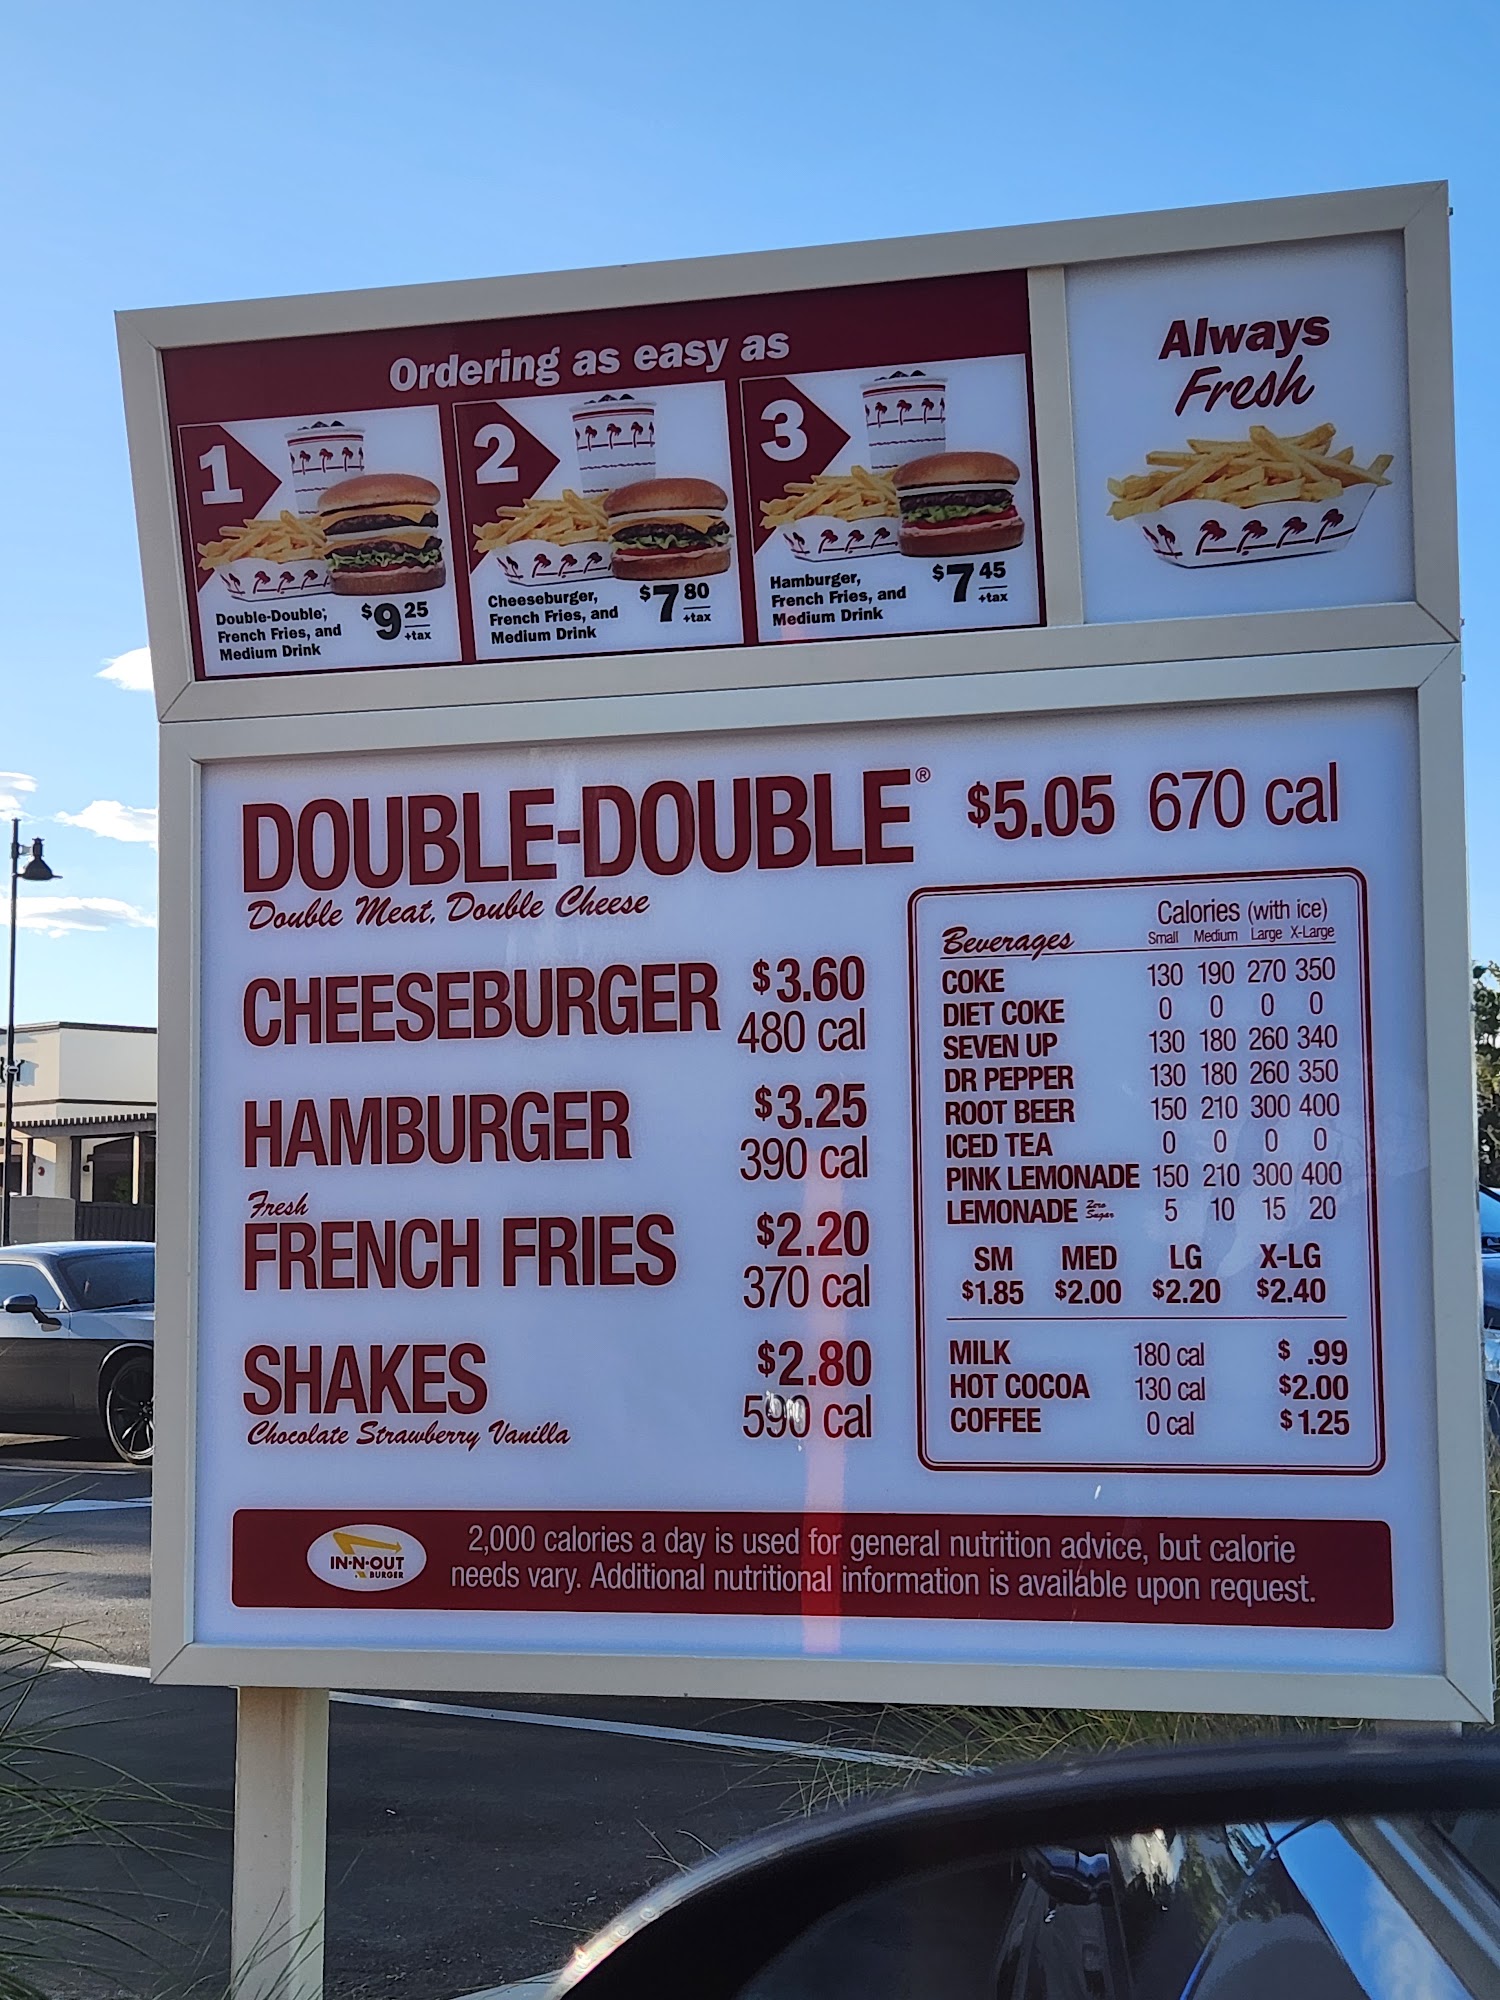 Ordering as easy as
1
Double-Double,
French Fries, and
Medium Drink
$9 25
+tax
2
Cheeseburger,
French Fries, and
Medium Drink
$7 80
+tax
3
Hamburger,
French Fries, and
Medium Drink
$7 45
+tax
Always
Fresh
DOUBLE-DOUBLE® $5.05 670 cal
Double Meat, Double Cheese
CHEESEBURGER $3.60
480 cal
HAMBURGER $3.25
390 cal
Fresh
FRENCH FRIES $2.20
370 cal
SHAKES $2.80
590 cal
Chocolate Strawberry Vanilla
Calories (with ice)
Beverages Small Medium Large X-Large
COKE 130 190 270 350
DIET COKE 0 0 0 0
SEVEN UP 130 180 260 340
DR PEPPER 130 180 260 350
ROOT BEER 150 210 300 400
ICED TEA 0 0 0 0
PINK LEMONADE 150 210 300 400
LEMONADE Zero Sugar 5 10 15 20
SM MED LG X-LG
$1.85 $2.00 $2.20 $2.40
MILK 180 cal $ .99
HOT COCOA 130 cal $2.00
COFFEE 0 cal $1.25
IN-N-OUT
BURGER
2,000 calories a day is used for general nutrition advice, but calorie
needs vary. Additional nutritional information is available upon request.